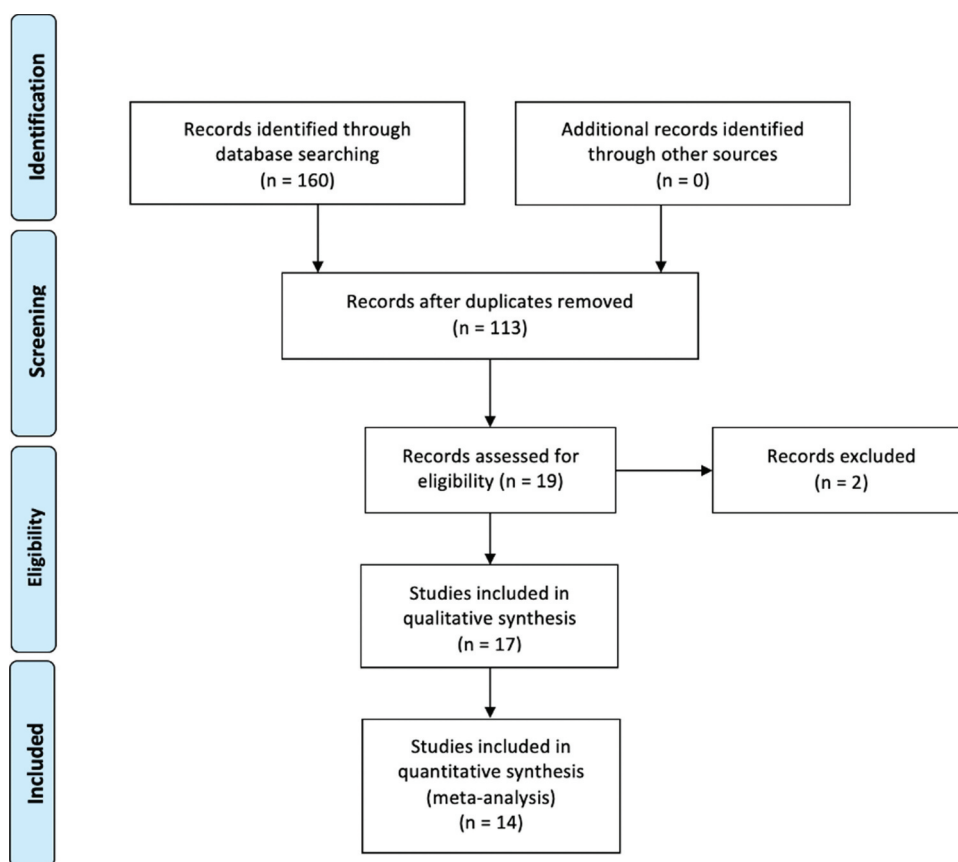 Identification
Records identified through
database searching
(n = 160)
Additional records identified
through other sources
(n = 0)
Screening
Records after duplicates removed
(n = 113)
Eligibility
Records assessed for
eligibility (n = 19)
Records excluded
(n = 2)
Studies included in
qualitative synthesis
(n = 17)
Included
Studies included in
quantitative synthesis
(meta-analysis)
(n = 14)